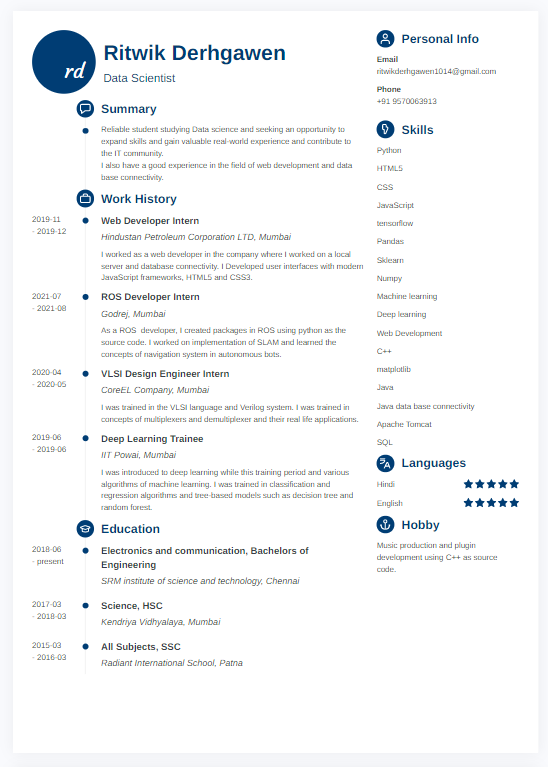 rd
Ritwik Derhgawen
Data Scientist
Summary
Reliable student studying Data science and seeking an opportunity to
expand skills and gain valuable real-world experience and contribute to
the IT community.
I also have a good experience in the field of web development and data
base connectivity.
Work History
2019-11
- 2019-12
Web Developer Intern
Hindustan Petroleum Corporation LTD, Mumbai
I worked as a web developer in the company where I worked on a local
server and database connectivity. I Developed user interfaces with modern
JavaScript frameworks, HTML5 and CSS3.
2021-07
- 2021-08
ROS Developer Intern
Godrej, Mumbai
As a ROS  developer, I created packages in ROS using python as the
source code. I worked on implementation of SLAM and learned the
concepts of navigation system in autonomous bots.
2020-04
- 2020-05
VLSI Design Engineer Intern
CoreEL Company, Mumbai
I was trained in the VLSI language and Verilog system. I was trained in
concepts of multiplexers and demultiplexer and their real life applications.
2019-06
- 2019-06
Deep Learning Trainee
IIT Powai, Mumbai
I was introduced to deep learning while this training period and various
algorithms of machine learning. I was trained in classification and
regression algorithms and tree-based models such as decision tree and
random forest.
Education
2018-06
- present
Electronics and communication, Bachelors of
Engineering
SRM institute of science and technology, Chennai
2017-03
- 2018-03
Science, HSC
Kendriya Vidhyalaya, Mumbai
2015-03
- 2016-03
All Subjects, SSC
Radiant International School, Patna
Personal Info
Email
ritwikderhgawen1014@gmail.com
Phone
+91 9570063913
Skills
Python
HTML5
CSS
JavaScript
tensorflow
Pandas
Sklearn
Numpy
Machine learning
Deep learning
Web Development
C++
matplotlib
Java
Java data base connectivity
Apache Tomcat
SQL
Languages
Hindi
English
Hobby
Music production and plugin
development using C++ as source
code.